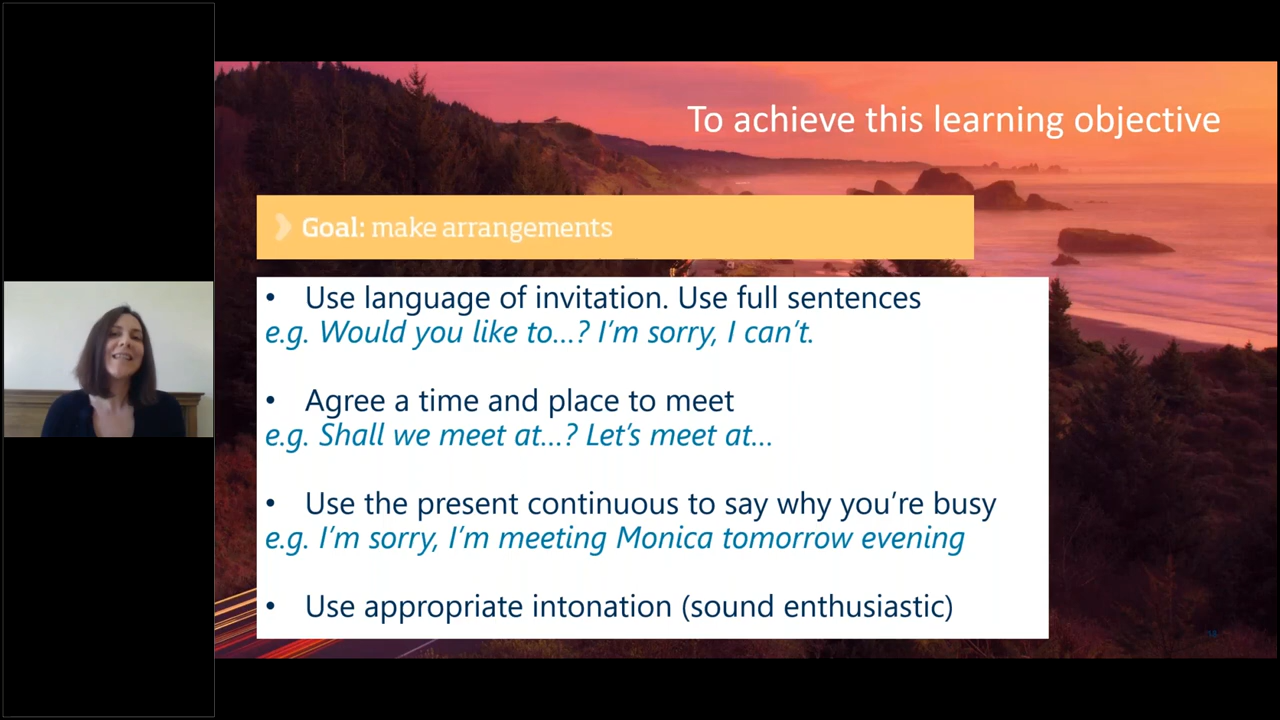 To achieve this learning objective
Goal: make arrangements
• Use language of invitation. Use full sentences
e.g. Would you like to...? I'm sorry, I can't.
• Agree a time and place to meet
e.g. Shall we meet at...? Let's meet at...
• Use the present continuous to say why you're busy
e.g. I'm sorry, I'm meeting Monica tomorrow evening
• Use appropriate intonation (sound enthusiastic)